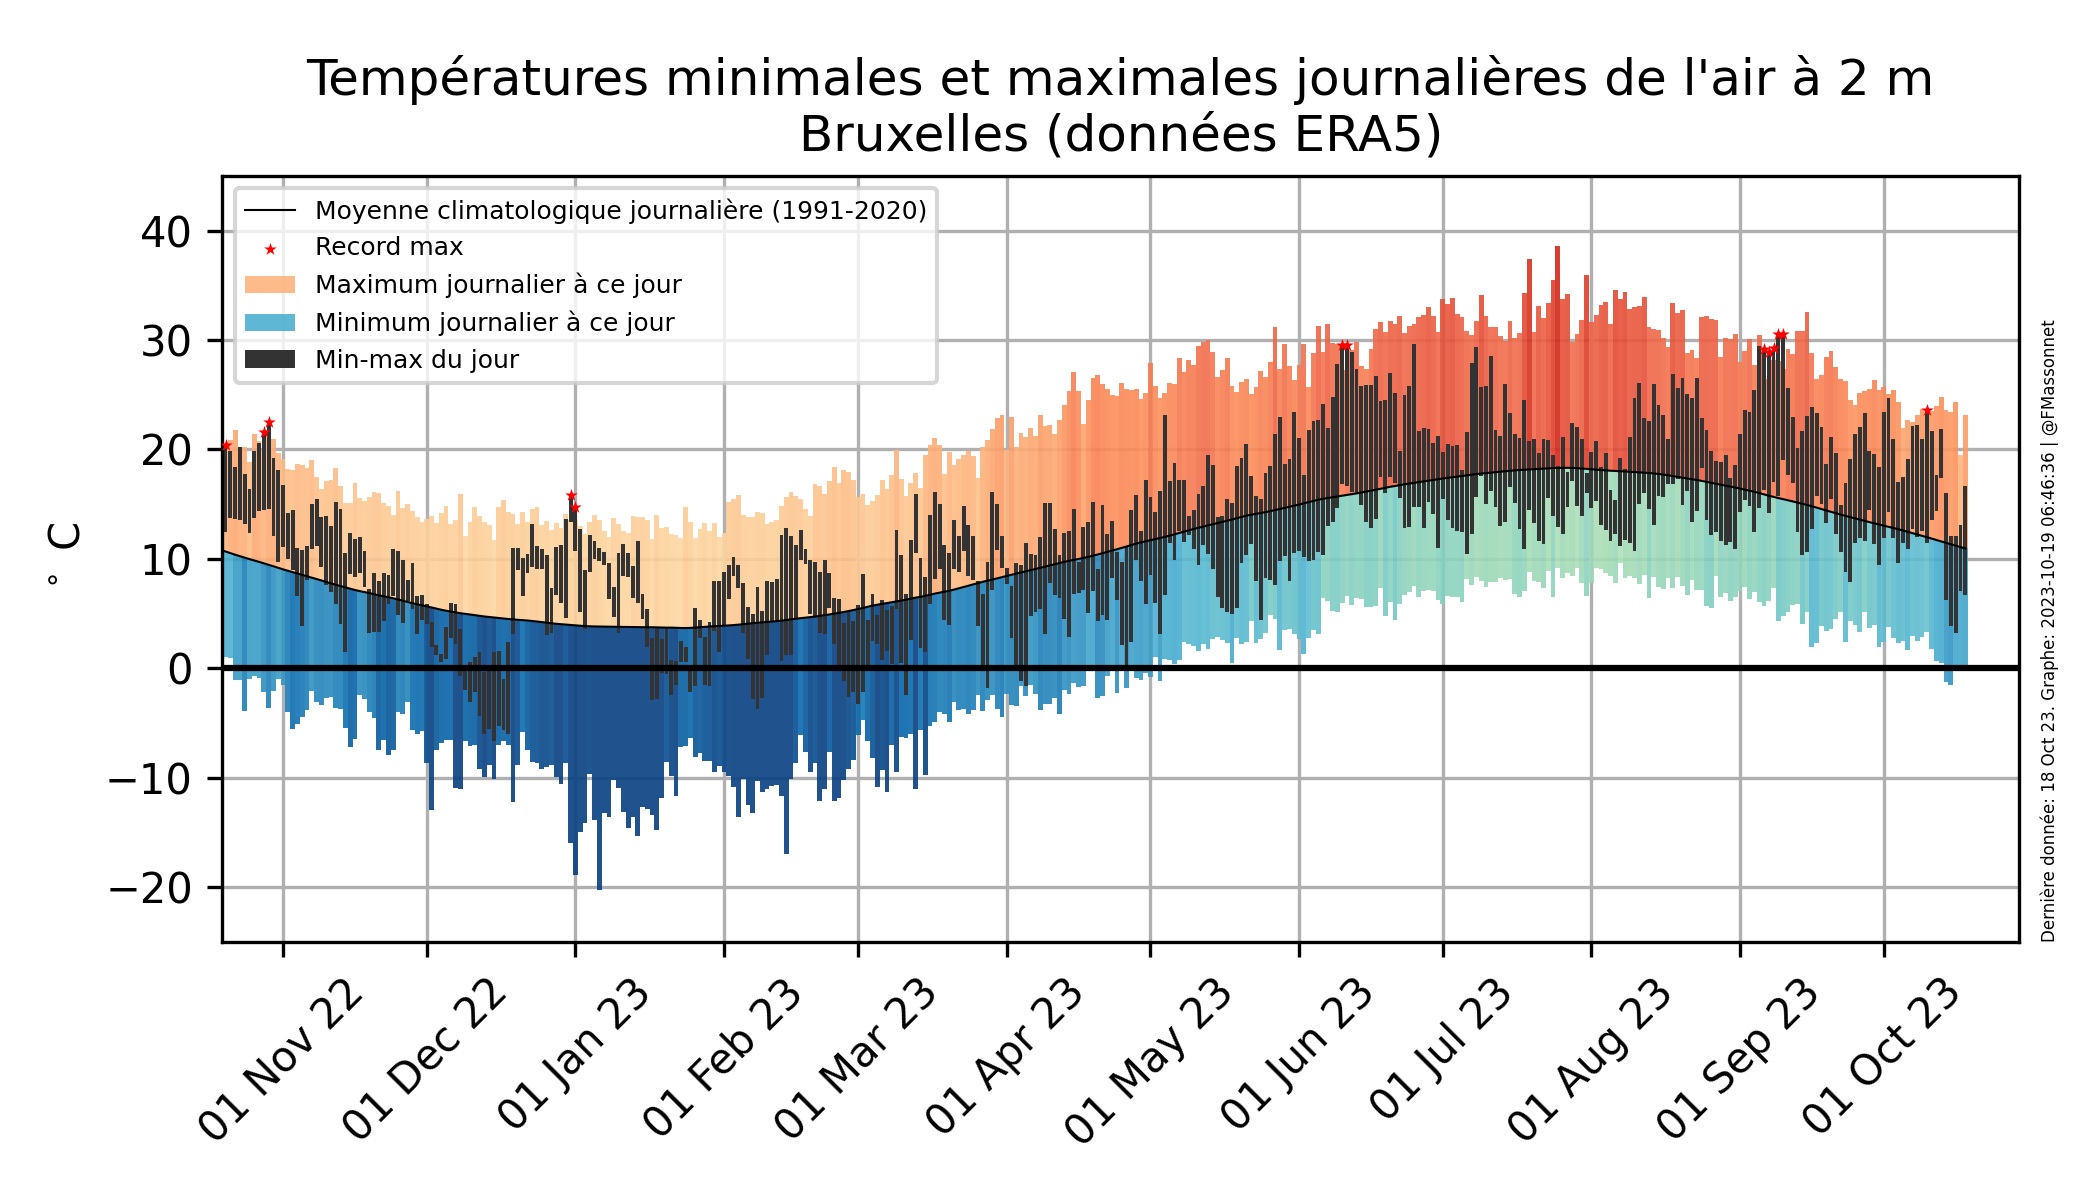 Températures minimales et maximales journalières de l'air à 2 m
Bruxelles (données ERA5)
Moyenne climatologique journalière (1991-2020)
Record max
Maximum journalier à ce jour
Minimum journalier à ce jour
Min-max du jour
40
30
20
10
0
−10
−20
° C
01 Nov 22
01 Dec 22
01 Jan 23
01 Feb 23
01 Mar 23
01 Apr 23
01 May 23
01 Jun 23
01 Jul 23
01 Aug 23
01 Sep 23
01 Oct 23
Dernière donnée: 18 Oct 23. Graphe: 2023-10-19 06:46:36 | @FMassonnet